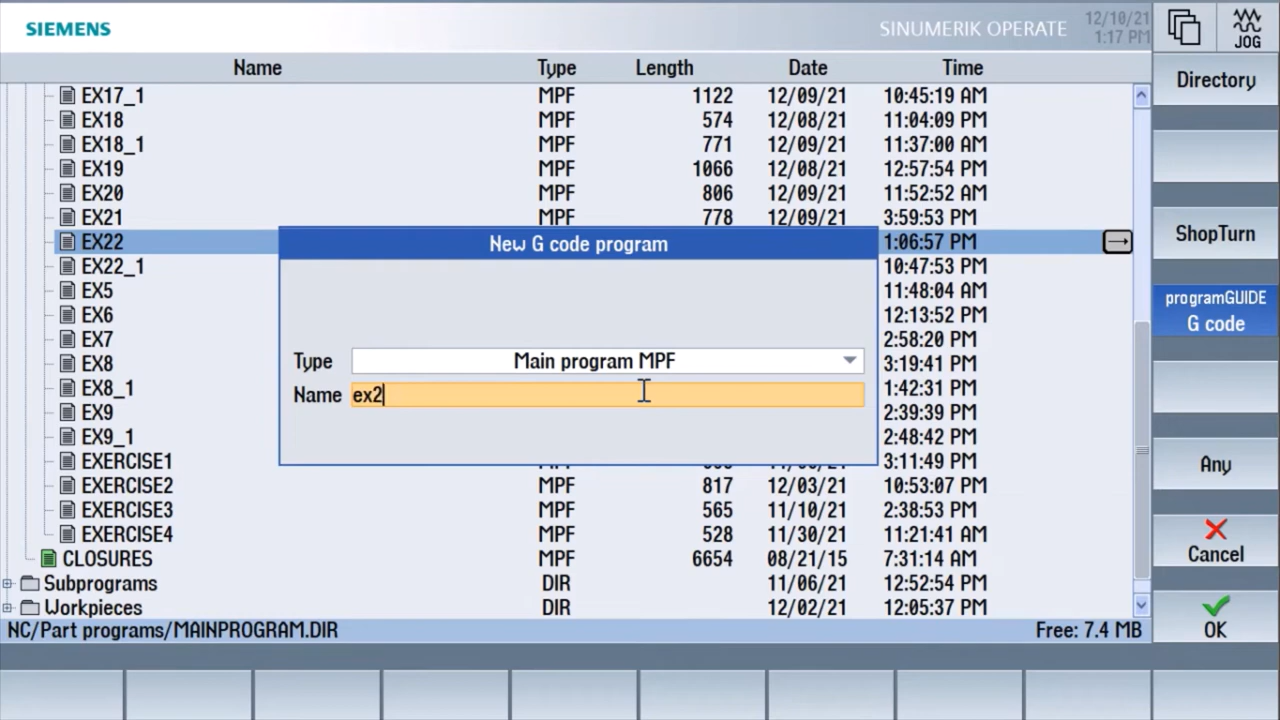 SIEMENS SINUMERIK OPERATE 12/10/21 1:17 PM JOG
Name Type Length Date Time
Directory
EX17_1 MPF 1122 12/09/21 10:45:19 AM
EX18 MPF 574 12/08/21 11:04:09 PM
EX18_1 MPF 771 12/09/21 11:37:00 AM
EX19 MPF 1066 12/08/21 12:57:54 PM
EX20 MPF 806 12/09/21 11:52:52 AM
EX21 MPF 778 12/09/21 3:59:53 PM
ShopTurn
EX22 1:06:57 PM
New G code program
EX22_1 10:47:53 PM
EX5 11:48:04 AM
programGUIDE
G code
EX6 12:13:52 PM
EX7 2:58:20 PM
EX8 3:19:41 PM
Type Main program MPF
EX8_1 1:42:31 PM
Name ex2
EX9 2:39:39 PM
EX9_1 2:48:42 PM
EXERCISE1 3:11:49 PM
Any
EXERCISE2 MPF 817 12/03/21 10:53:07 PM
EXERCISE3 MPF 565 11/10/21 2:38:53 PM
EXERCISE4 MPF 528 11/30/21 11:21:41 AM
Cancel
CLOSURES MPF 6654 08/21/15 7:31:14 AM
Subprograms DIR 11/06/21 12:52:54 PM
Workpieces DIR 12/02/21 12:05:37 PM
NC/Part programs/MAINPROGRAM.DIR Free: 7.4 MB
OK